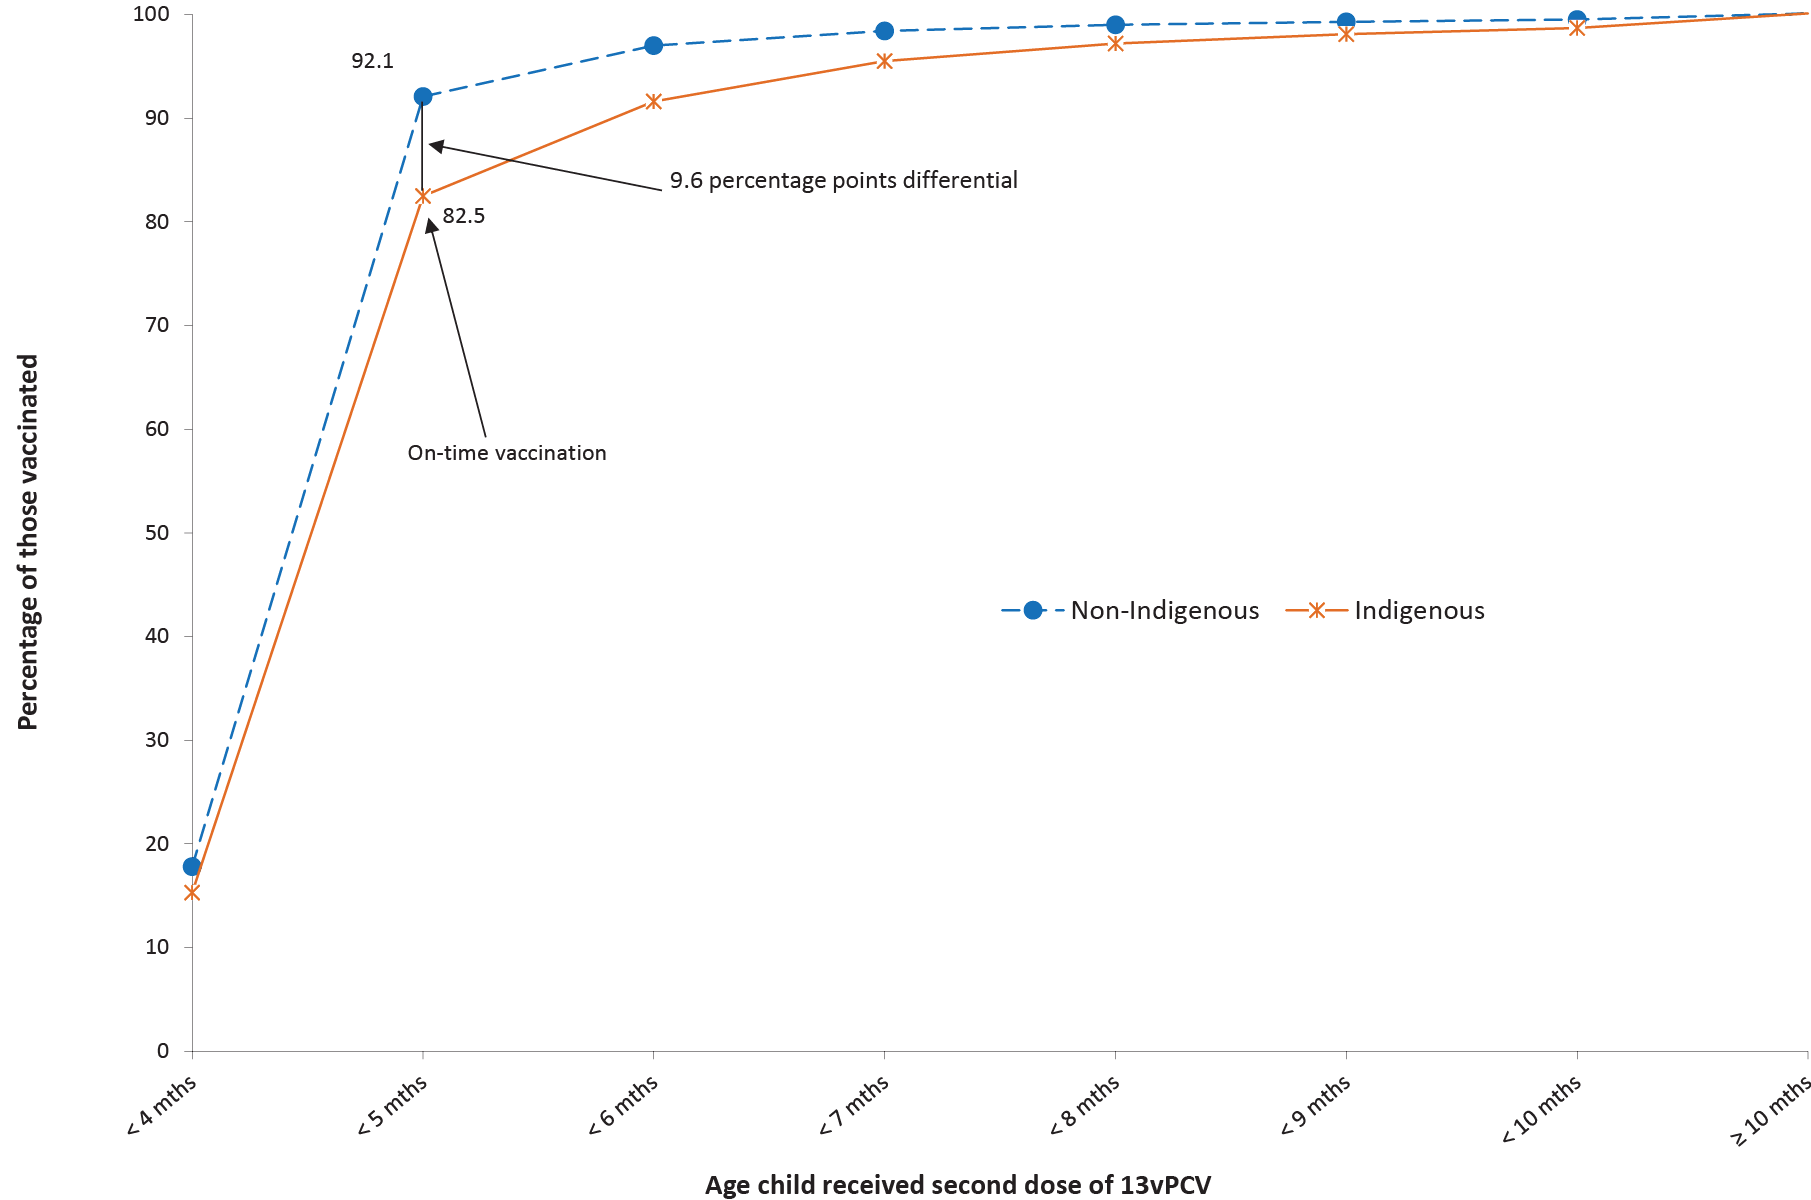 Percentage of those vaccinated
100
90
80
70
60
50
40
30
20
10
0
92.1
82.5
9.6 percentage points differential
On-time vaccination
Non-Indigenous
Indigenous
< 4 mths
< 5 mths
< 6 mths
< 7 mths
< 8 mths
< 9 mths
< 10 mths
≥ 10 mths
Age child received second dose of 13vPCV